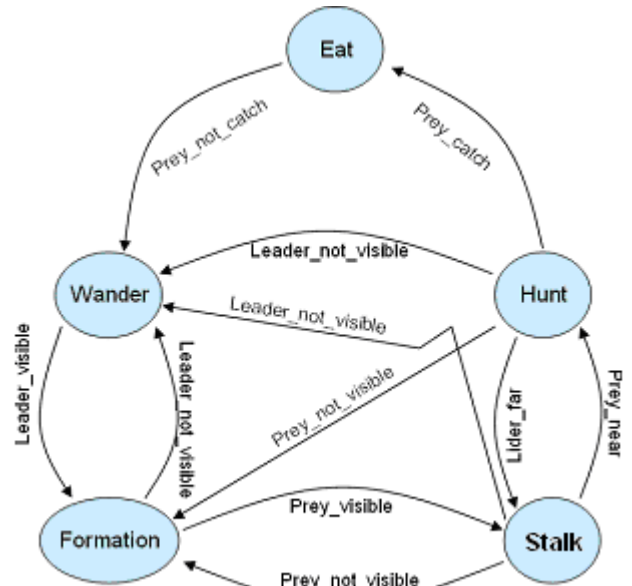 Eat
Prey_not_catch
Prey_catch
Leader_not_visible
Wander
Hunt
Leader_not_visible
Leader_visible
Leader_not_visible
Prey_not_visible
Lider_far
Prey_near
Prey_visible
Formation
Stalk
Prey_not_visible